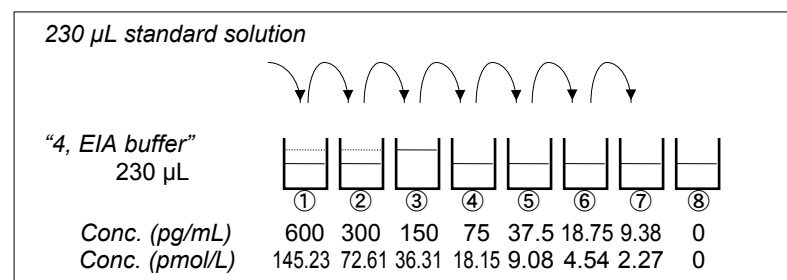 230 µL standard solution
“4, EIA buffer”
230 µL
① ② ③ ④ ⑤ ⑥ ⑦ ⑧
Conc. (pg/mL) 600 300 150 75 37.5 18.75 9.38 0
Conc. (pmol/L) 145.23 72.61 36.31 18.15 9.08 4.54 2.27 0